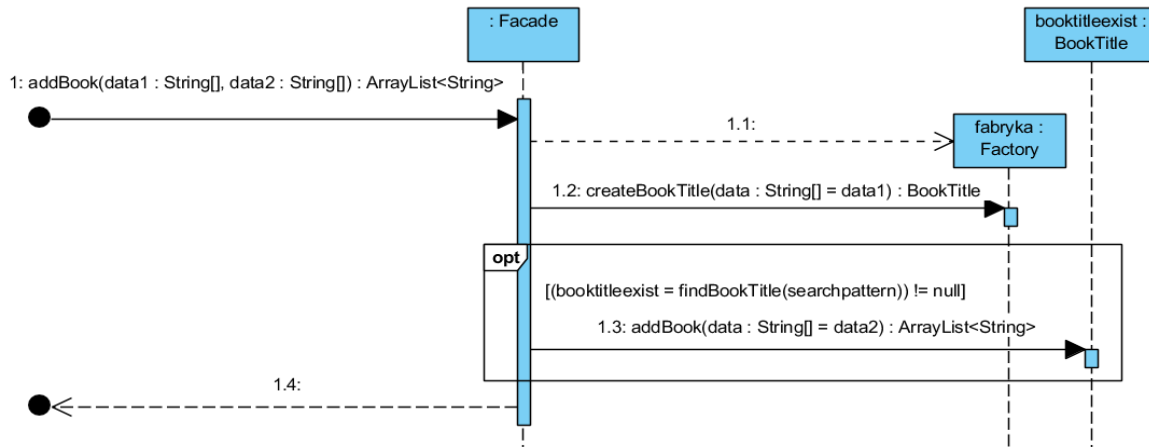 : Facade
booktitleexist :
BookTitle
1: addBook(data1 : String[], data2 : String[]) : ArrayList<String>
1.1:
fabryka :
Factory
1.2: createBookTitle(data : String[] = data1) : BookTitle
opt
[(booktitleexist = findBookTitle(searchpattern)) != null]
1.3: addBook(data : String[] = data2) : ArrayList<String>
1.4: